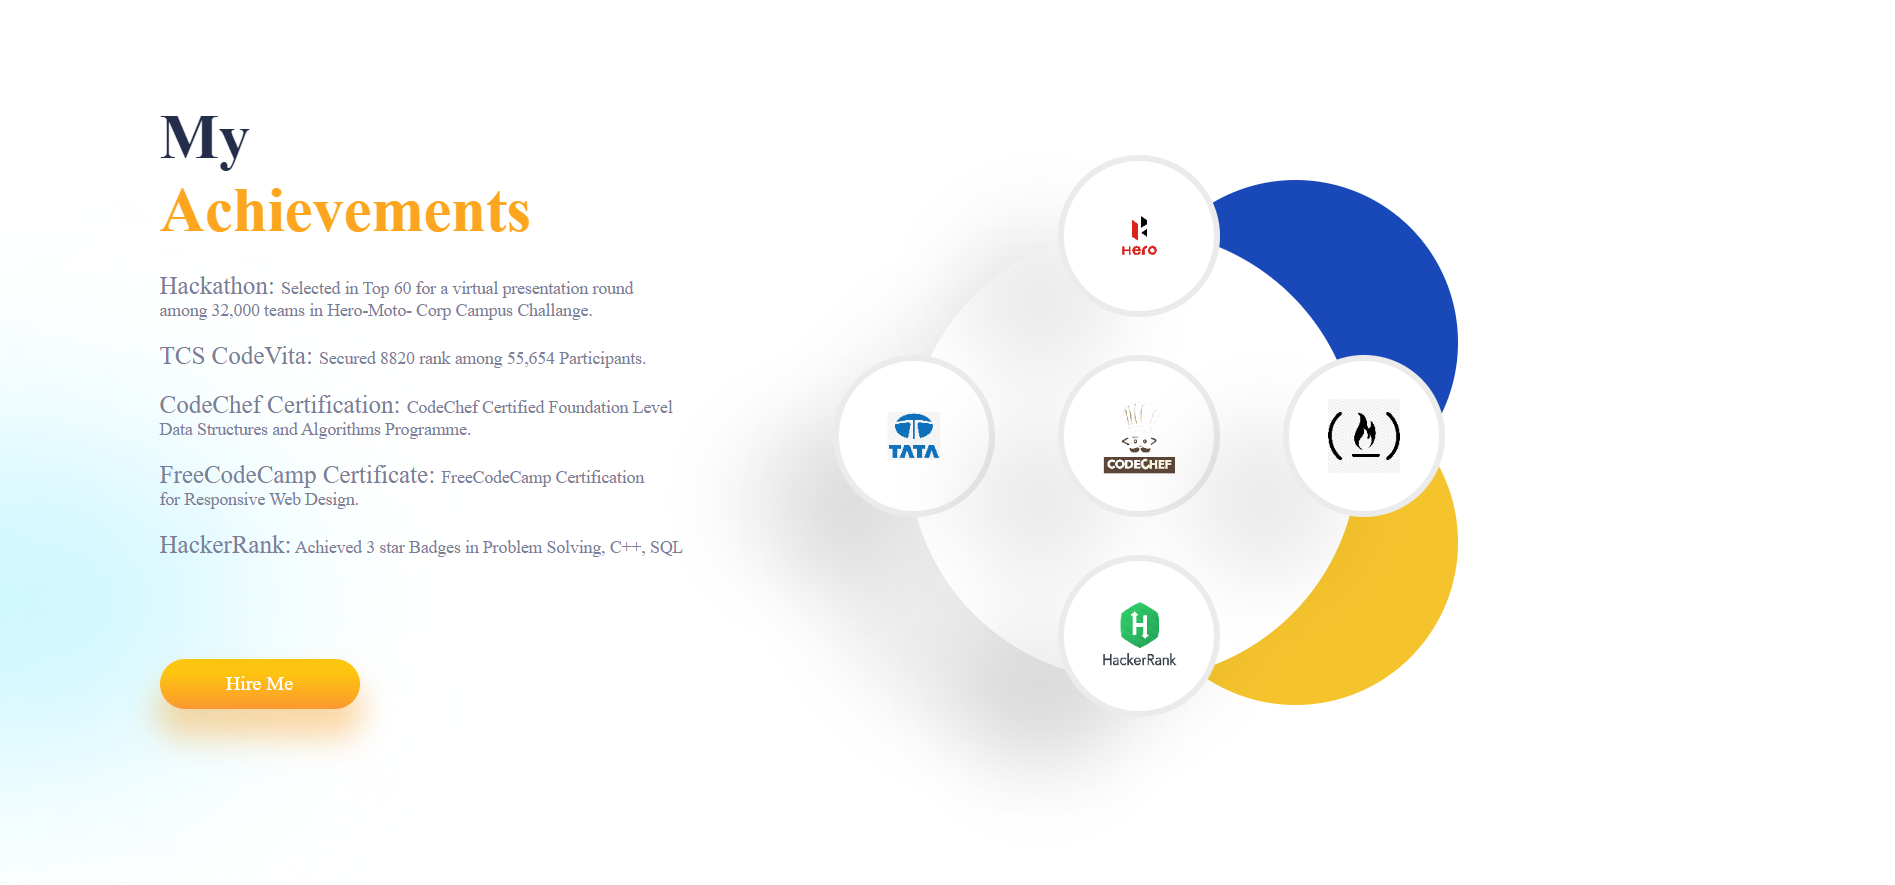 My
Achievements
Hackathon: Selected in Top 60 for a virtual presentation round
among 32,000 teams in Hero-Moto- Corp Campus Challange.
TCS CodeVita: Secured 8820 rank among 55,654 Participants.
CodeChef Certification: CodeChef Certified Foundation Level
Data Structures and Algorithms Programme.
FreeCodeCamp Certificate: FreeCodeCamp Certification
for Responsive Web Design.
HackerRank: Achieved 3 star Badges in Problem Solving, C++, SQL
Hire Me
Hero
TATA
CODECHEF
H
HackerRank